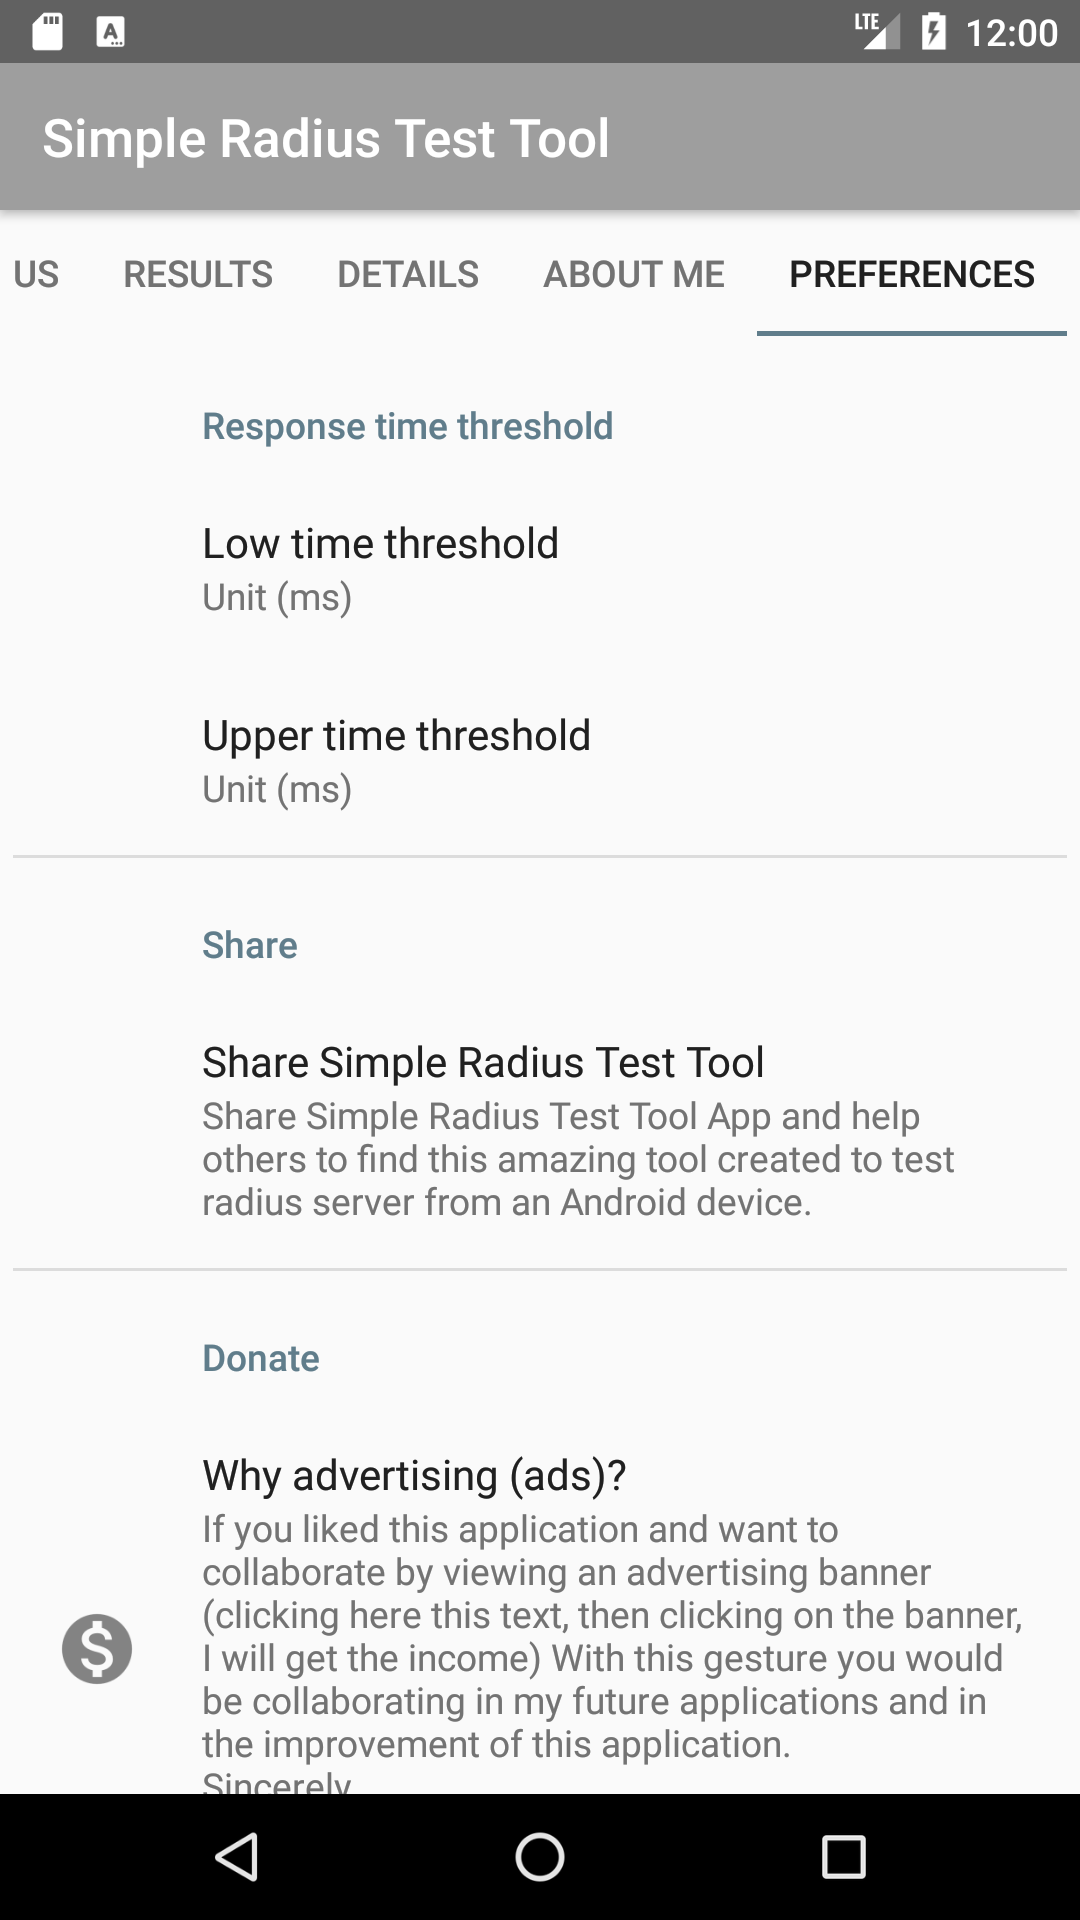 LTE 12:00
Simple Radius Test Tool
US RESULTS DETAILS ABOUT ME PREFERENCES
Response time threshold
Low time threshold
Unit (ms)
Upper time threshold
Unit (ms)
Share
Share Simple Radius Test Tool
Share Simple Radius Test Tool App and help
others to find this amazing tool created to test
radius server from an Android device.
Donate
Why advertising (ads)?
If you liked this application and want to
collaborate by viewing an advertising banner
(clicking here this text, then clicking on the banner,
I will get the income) With this gesture you would
be collaborating in my future applications and in
the improvement of this application.
Sincerely